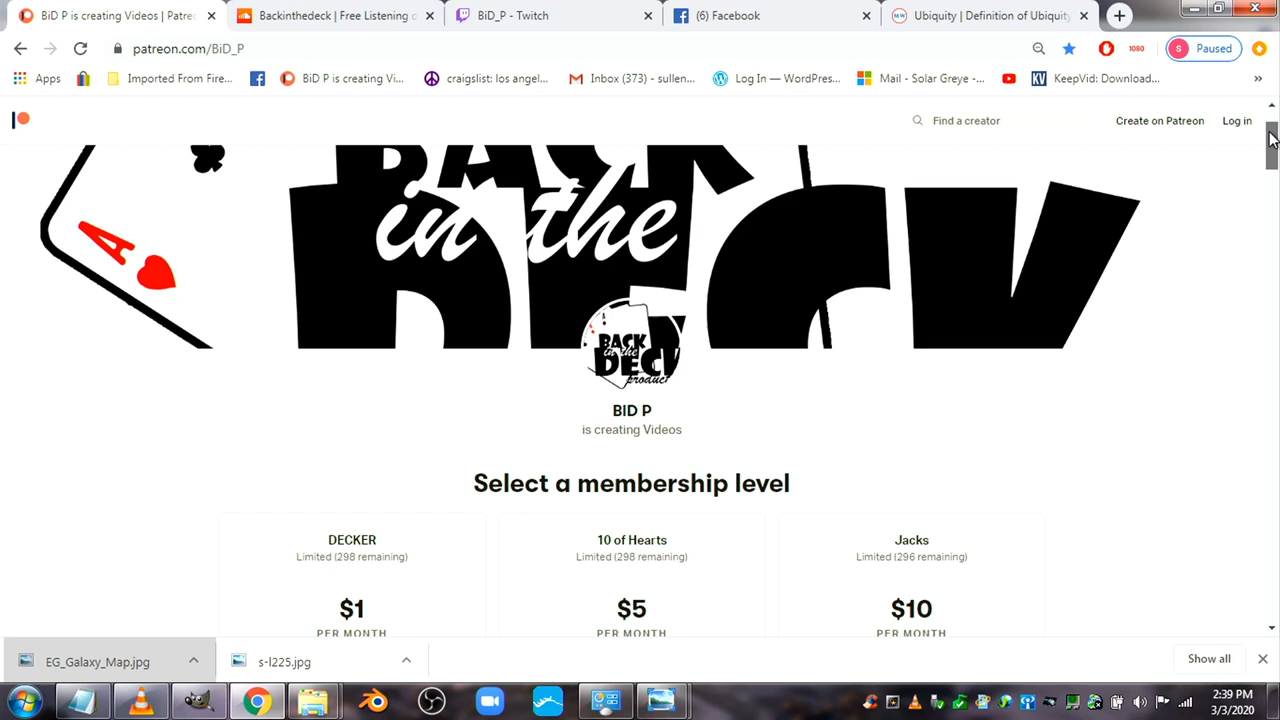 BiD P is creating Videos | Patre
Backinthedeck | Free Listening
BiD_P - Twitch
(6) Facebook
Ubiquity | Definition of Ubiquity
patreon.com/BiD_P
1080
S
Paused
Apps
Imported From Fire...
BiD P is creating Vi...
craigslist: los angel...
Inbox (373) - sullen...
Log In — WordPres...
Mail - Solar Greye -...
KV
KeepVid: Download...
»
Find a creator
Create on Patreon
Log in
A
BACK
in the
DECK
BACK
in the
DECK
product
BID P
is creating Videos
Select a membership level
DECKER
Limited (298 remaining)
$1
PER MONTH
10 of Hearts
Limited (298 remaining)
$5
PER MONTH
Jacks
Limited (296 remaining)
$10
PER MONTH
EG_Galaxy_Map.jpg
s-l225.jpg
Show all
2:39 PM
3/3/2020